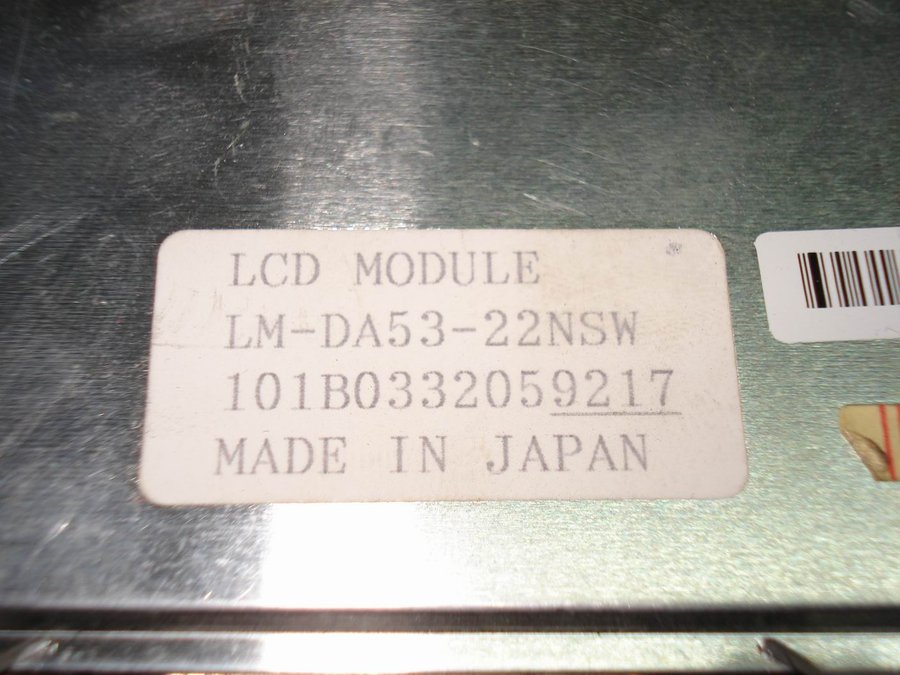 LCD MODULE
LM-DA53-22NSW
101B0332059217
MADE IN JAPAN